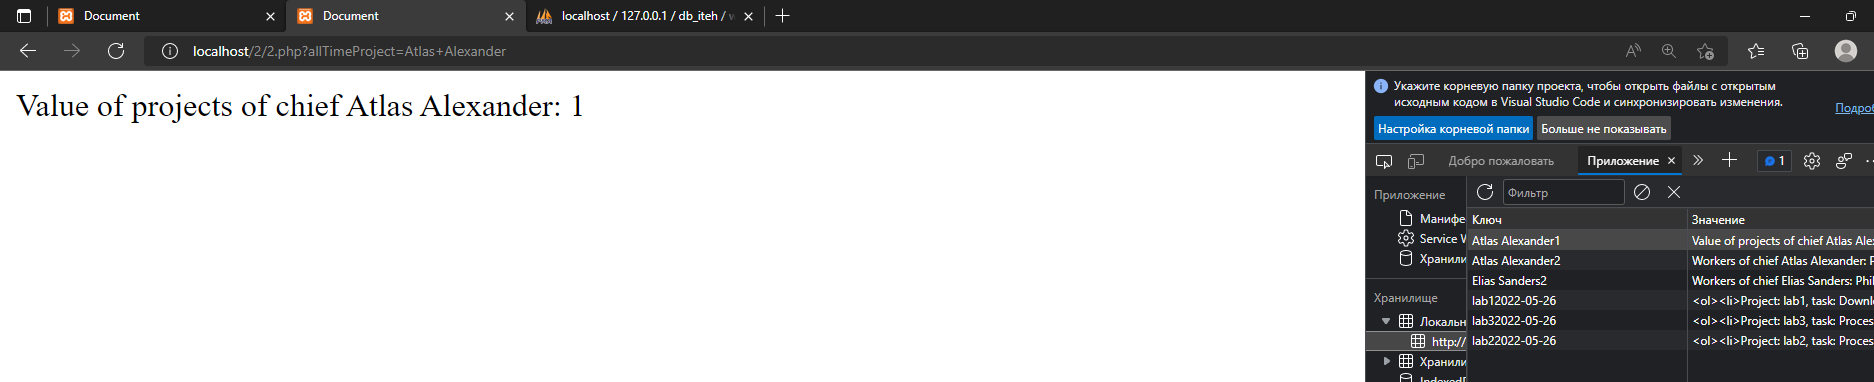 Document
Document
localhost / 127.0.0.1 / db_iteh /
localhost/2/2.php?allTimeProject=Atlas+Alexander
Value of projects of chief Atlas Alexander: 1
Укажите корневую папку проекта, чтобы открыть файлы с открытым
исходным кодом в Visual Studio Code и синхронизировать изменения.
Подроб
Настройка корневой папки
Больше не показывать
Добро пожаловать
Приложение
1
Приложение
Манифе
Service W
Хранили
Хранилище
Локальн
http://
Хранили
IndexedD
Фильтр
Ключ Значение
Atlas Alexander1 Value of projects of chief Atlas Ale
Atlas Alexander2 Workers of chief Atlas Alexander: P
Elias Sanders2 Workers of chief Elias Sanders: Phil
lab12022-05-26 <ol><li>Project: lab1, task: Downl
lab32022-05-26 <ol><li>Project: lab3, task: Proces
lab22022-05-26 <ol><li>Project: lab2, task: Proces